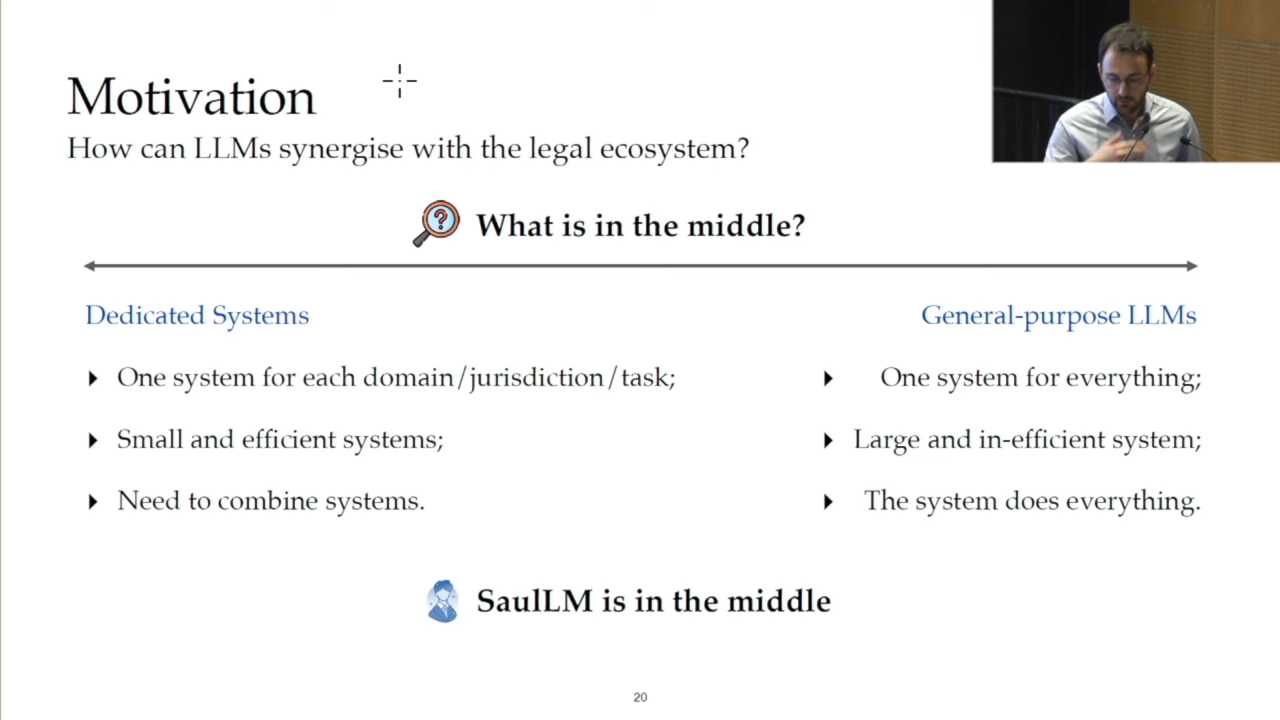 Motivation
How can LLMs synergise with the legal ecosystem?
What is in the middle?
Dedicated Systems
One system for each domain/jurisdiction/task;
Small and efficient systems;
Need to combine systems.
General-purpose LLMs
One system for everything;
Large and in-efficient system;
The system does everything.
SaulLM is in the middle
20